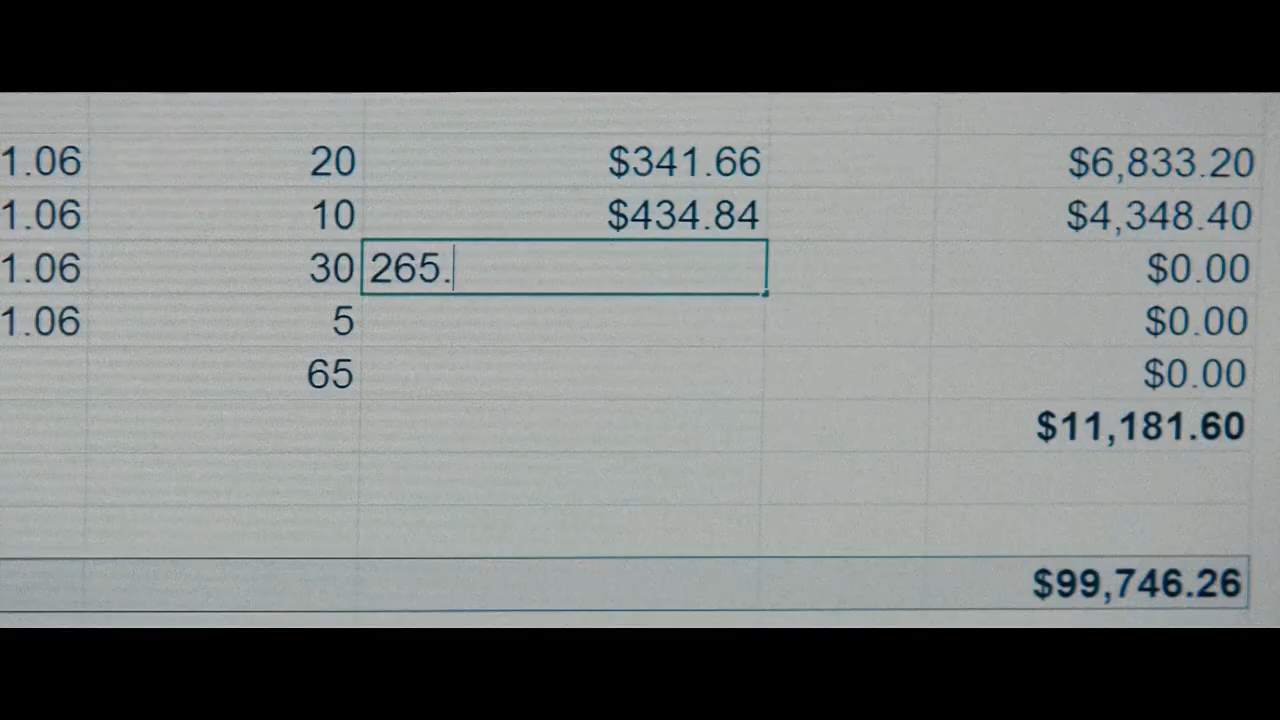 1.06 20 $341.66 $6,833.20
1.06 10 $434.84 $4,348.40
1.06 30 265. $0.00
1.06 5 $0.00
65 $0.00
$11,181.60
$99,746.26